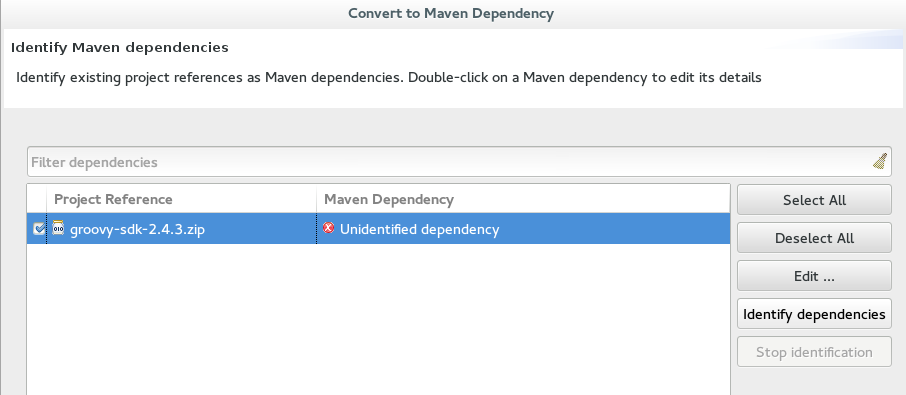 Convert to Maven Dependency
Identify Maven dependencies
Identify existing project references as Maven dependencies. Double-click on a Maven dependency to edit its details
Filter dependencies
Project Reference Maven Dependency
groovy-sdk-2.4.3.zip Unidentified dependency
Select All
Deselect All
Edit ...
Identify dependencies
Stop identification